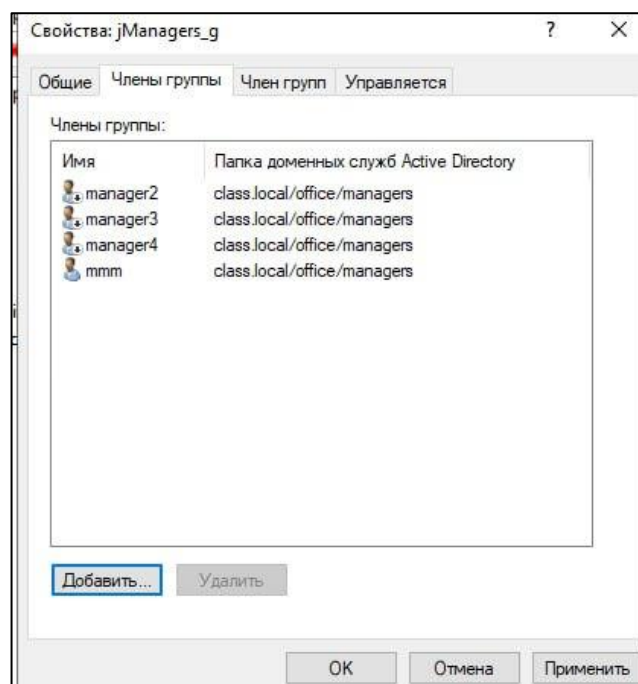 Свойства: jManagers_g ? ×
Общие Члены группы Член групп Управляется
Члены группы:
Имя Папка доменных служб Active Directory
manager2 class.local/office/managers
manager3 class.local/office/managers
manager4 class.local/office/managers
mmm class.local/office/managers
Добавить... Удалить
OK Отмена Применить